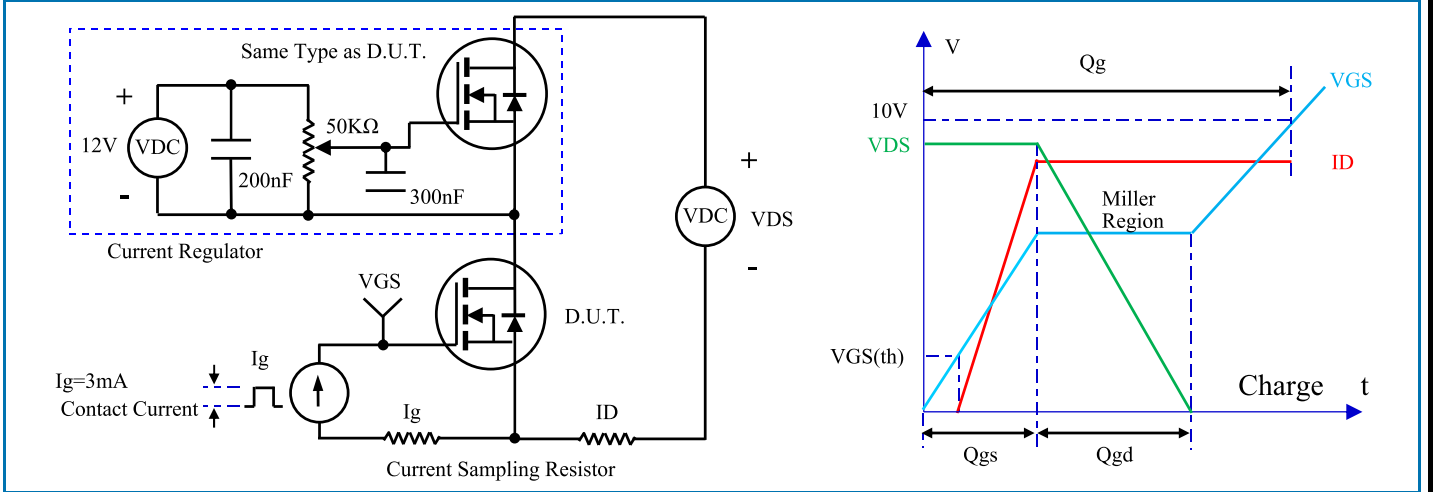 Same Type as D.U.T.
+
12V
VDC
-
200nF
50KΩ
300nF
Current Regulator
+
VDC
VDS
-
VGS
D.U.T.
Ig
Ig=3mA
Contact Current
Ig
ID
Current Sampling Resistor
V
Qg
VGS
10V
VDS
ID
Miller
Region
VGS(th)
Charge t
Qgs
Qgd